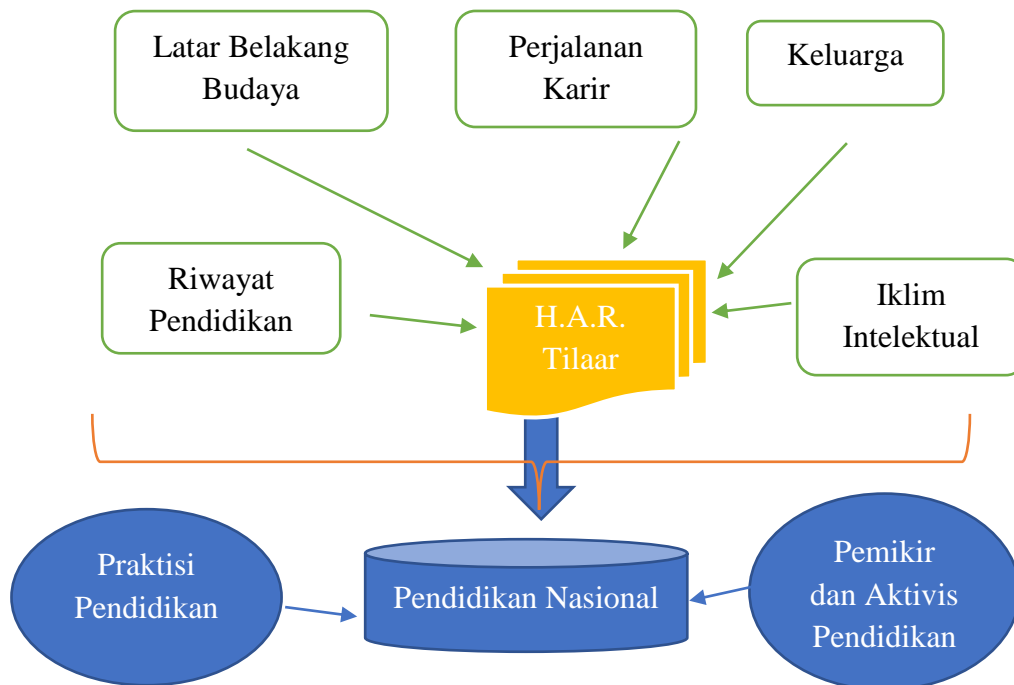 Latar Belakang
Budaya
Perjalanan
Karir
Keluarga
Riwayat
Pendidikan
H.A.R.
Tilaar
Iklim
Intelektual
Praktisi
Pendidikan
Pendidikan Nasional
Pemikir
dan Aktivis
Pendidikan